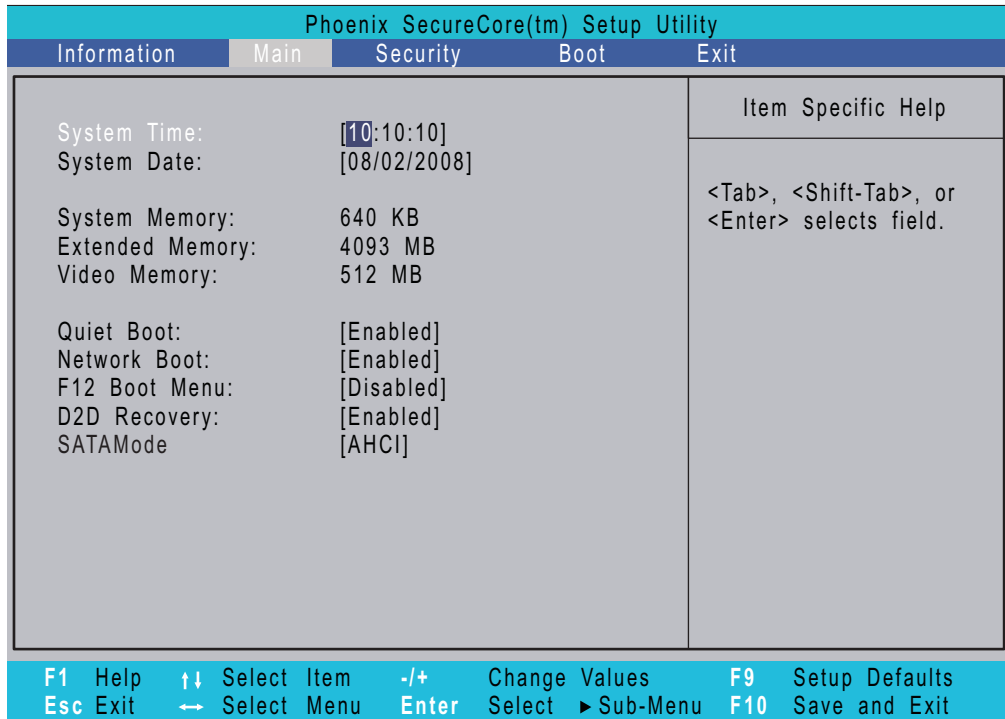 Phoenix SecureCore(tm) Setup Utility
Information Main Security Boot Exit
System Time: [10:10:10]
System Date: [08/02/2008]
System Memory: 640 KB
Extended Memory: 4093 MB
Video Memory: 512 MB
Quiet Boot: [Enabled]
Network Boot: [Enabled]
F12 Boot Menu: [Disabled]
D2D Recovery: [Enabled]
SATAMode [AHCI]
Item Specific Help
<Tab>, <Shift-Tab>, or
<Enter> selects field.
F1 Help ↑↓ Select Item -/+ Change Values F9 Setup Defaults
Esc Exit ↔ Select Menu Enter Select ▶ Sub-Menu F10 Save and Exit